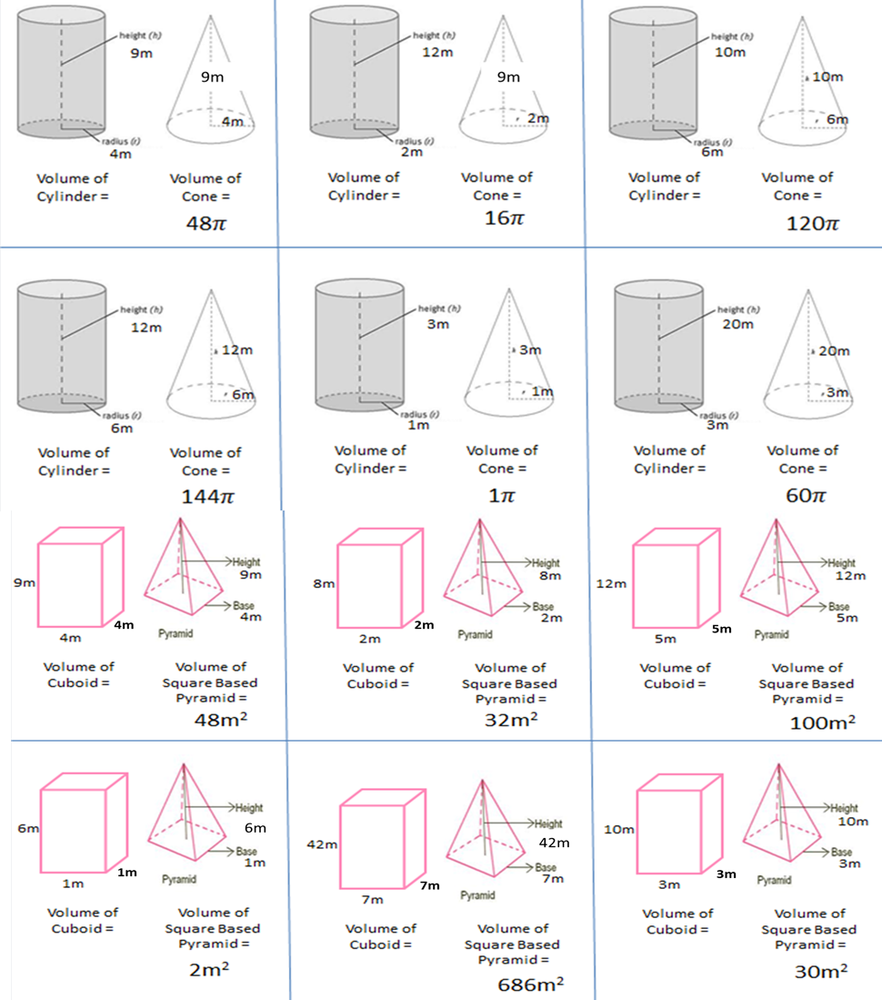 height (h)
9m
9m
4m
radius (r)
4m
Volume of
Cylinder =
Volume of
Cone =
48π
height (h)
12m
9m
2m
radius (r)
2m
Volume of
Cylinder =
Volume of
Cone =
16π
height (h)
10m
10m
6m
radius (r)
6m
Volume of
Cylinder =
Volume of
Cone =
120π
height (h)
12m
12m
6m
radius (r)
6m
Volume of
Cylinder =
Volume of
Cone =
144π
height (h)
3m
3m
1m
radius (r)
1m
Volume of
Cylinder =
Volume of
Cone =
1π
height (h)
20m
20m
3m
radius (r)
3m
Volume of
Cylinder =
Volume of
Cone =
60π
9m
4m
4m
Height
9m
Base
4m
Pyramid
Volume of
Cuboid =
Volume of
Square Based
Pyramid =
48m²
8m
2m
2m
Height
8m
Base
2m
Pyramid
Volume of
Cuboid =
Volume of
Square Based
Pyramid =
32m²
12m
5m
5m
Height
12m
Base
5m
Pyramid
Volume of
Cuboid =
Volume of
Square Based
Pyramid =
100m²
6m
1m
1m
Height
6m
Base
1m
Pyramid
Volume of
Cuboid =
Volume of
Square Based
Pyramid =
2m²
42m
7m
7m
Height
42m
Base
7m
Pyramid
Volume of
Cuboid =
Volume of
Square Based
Pyramid =
686m²
10m
3m
3m
Height
10m
Base
3m
Pyramid
Volume of
Cuboid =
Volume of
Square Based
Pyramid =
30m²